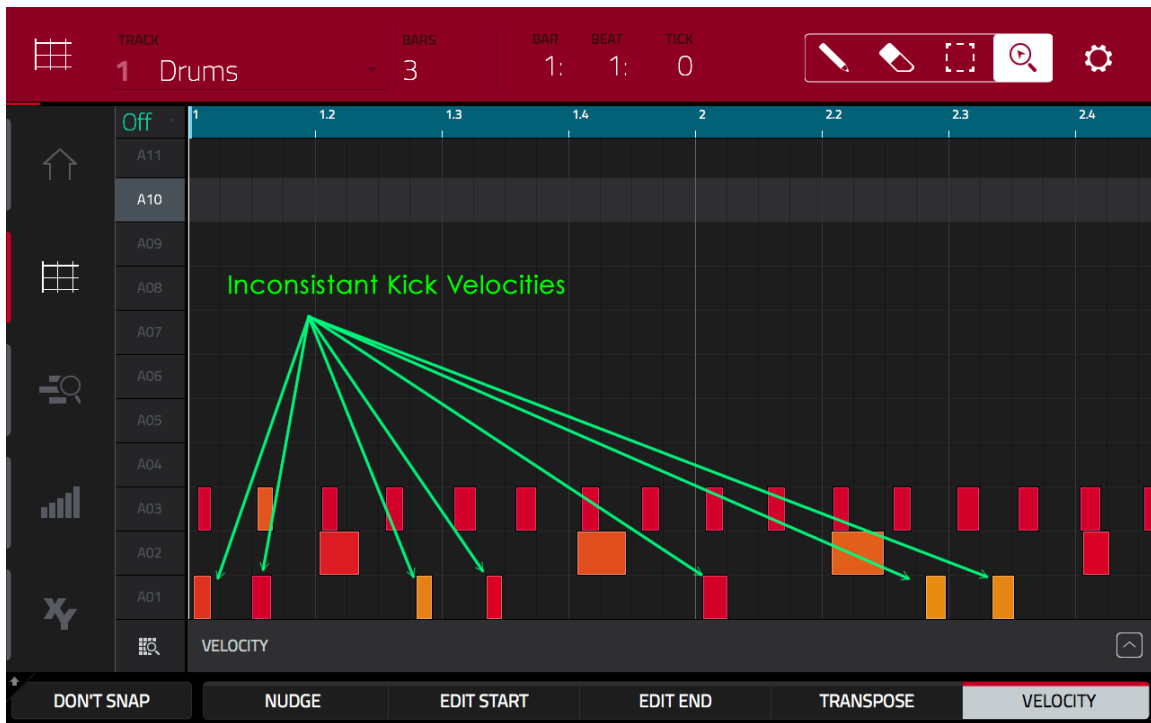 TRACK BARS BAR BEAT TICK
1 Drums 3 1: 1: 0
Off 1 1.2 1.3 1.4 2 2.2 2.3 2.4
A11
A10
A09
A08
Inconsistant Kick Velocities
A07
A06
A05
A04
A03
A02
A01
XY
VELOCITY
DON'T SNAP NUDGE EDIT START EDIT END TRANSPOSE VELOCITY